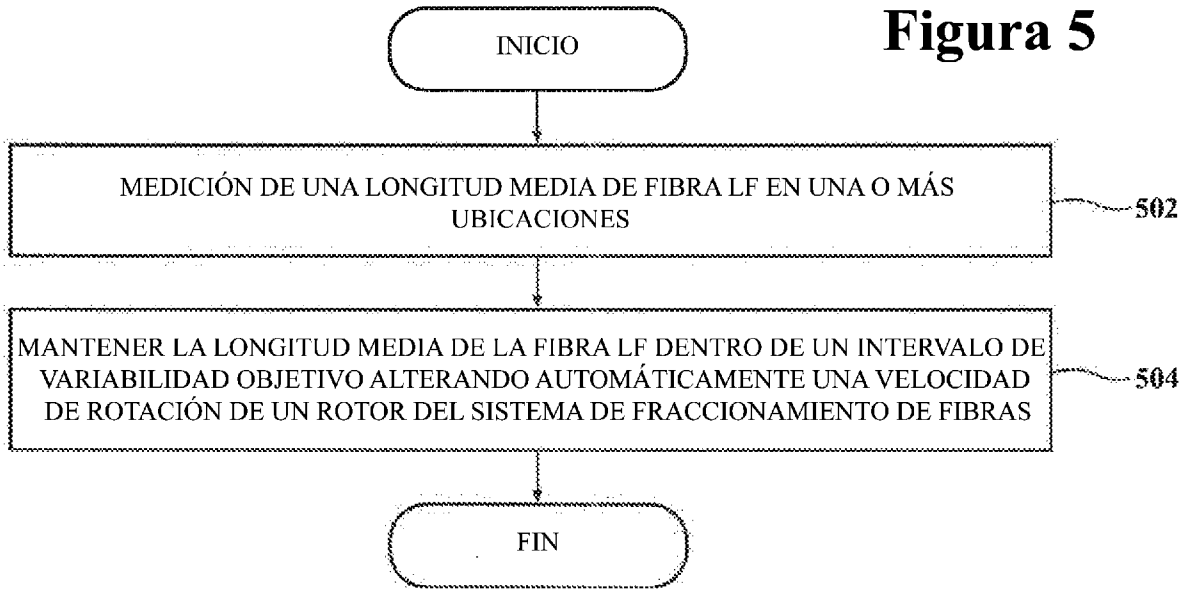 Figura 5
INICIO
MEDICIÓN DE UNA LONGITUD MEDIA DE FIBRA LF EN UNA O MÁS
UBICACIONES
502
MANTENER LA LONGITUD MEDIA DE LA FIBRA LF DENTRO DE UN INTERVALO DE
VARIABILIDAD OBJETIVO ALTERANDO AUTOMÁTICAMENTE UNA VELOCIDAD
DE ROTACIÓN DE UN ROTOR DEL SISTEMA DE FRACCIONAMIENTO DE FIBRAS
504
FIN